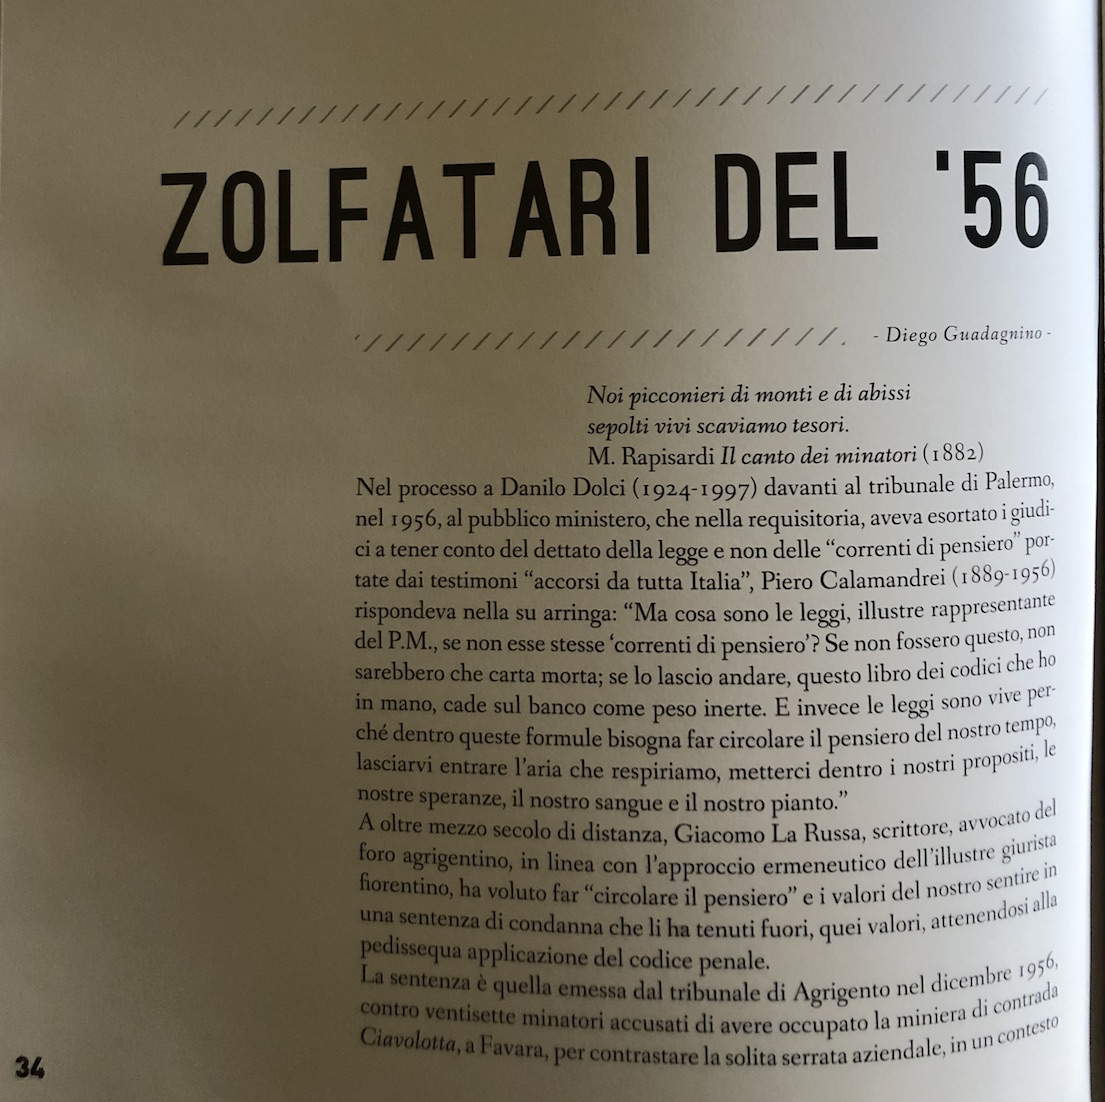 ZOLFATARI DEL '56
- Diego Guadagnino -
Noi picconieri di monti e di abissi
sepolti vivi scaviamo tesori.
M. Rapisardi Il canto dei minatori (1882)
Nel processo a Danilo Dolci (1924-1997) davanti al tribunale di Palermo,
nel 1956, al pubblico ministero, che nella requisitoria, aveva esortato i giudi-
ci a tener conto del dettato della legge e non delle “correnti di pensiero” por-
tate dai testimoni “accorsi da tutta Italia”, Piero Calamandrei (1889-1956)
rispondeva nella su arringa: “Ma cosa sono le leggi, illustre rappresentante
del P.M., se non esse stesse ‘correnti di pensiero’? Se non fossero questo, non
sarebbero che carta morta; se lo lascio andare, questo libro dei codici che ho
in mano, cade sul banco come peso inerte. E invece le leggi sono vive per-
ché dentro queste formule bisogna far circolare il pensiero del nostro tempo,
lasciarvi entrare l’aria che respiriamo, metterci dentro i nostri propositi, le
nostre speranze, il nostro sangue e il nostro pianto.”
A oltre mezzo secolo di distanza, Giacomo La Russa, scrittore, avvocato del
foro agrigentino, in linea con l’approccio ermeneutico dell’illustre giurista
fiorentino, ha voluto far “circolare il pensiero” e i valori del nostro sentire in
una sentenza di condanna che li ha tenuti fuori, quei valori, attenendosi alla
pedissequa applicazione del codice penale.
La sentenza è quella emessa dal tribunale di Agrigento nel dicembre 1956,
contro ventisette minatori accusati di avere occupato la miniera di contrada
Ciavolotta, a Favara, per contrastare la solita serrata aziendale, in un contesto
34